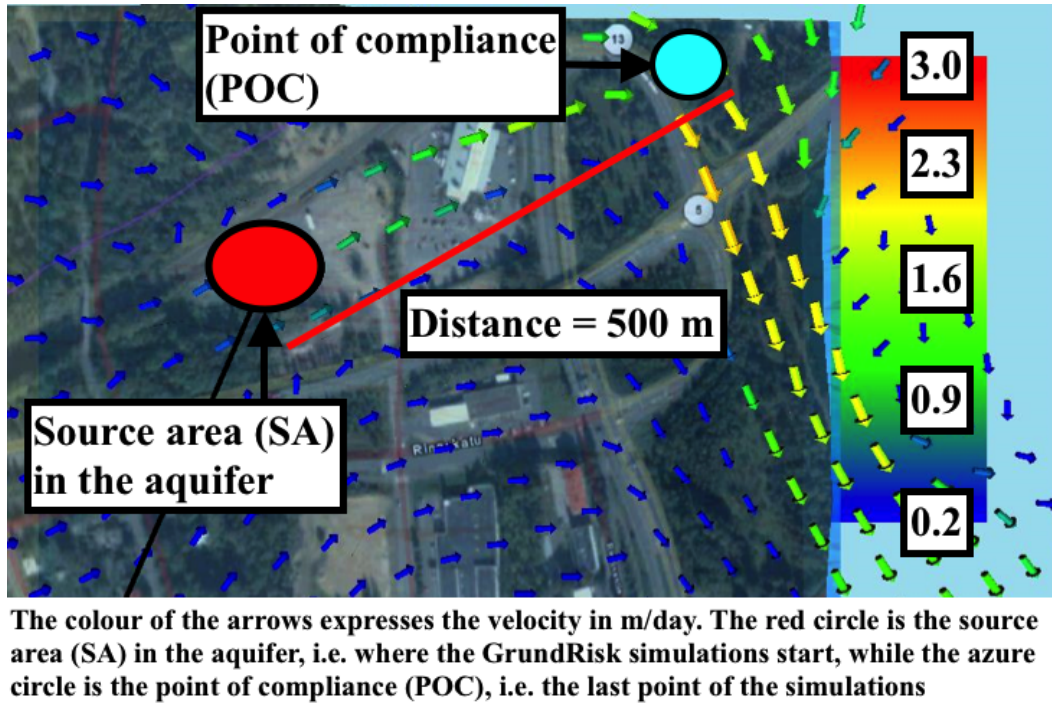 Point of compliance
(POC)
13
3.0
2.3
5
1.6
Distance = 500 m
0.9
Source area (SA)
in the aquifer
0.2
The colour of the arrows expresses the velocity in m/day. The red circle is the source
area (SA) in the aquifer, i.e. where the GrundRisk simulations start, while the azure
circle is the point of compliance (POC), i.e. the last point of the simulations